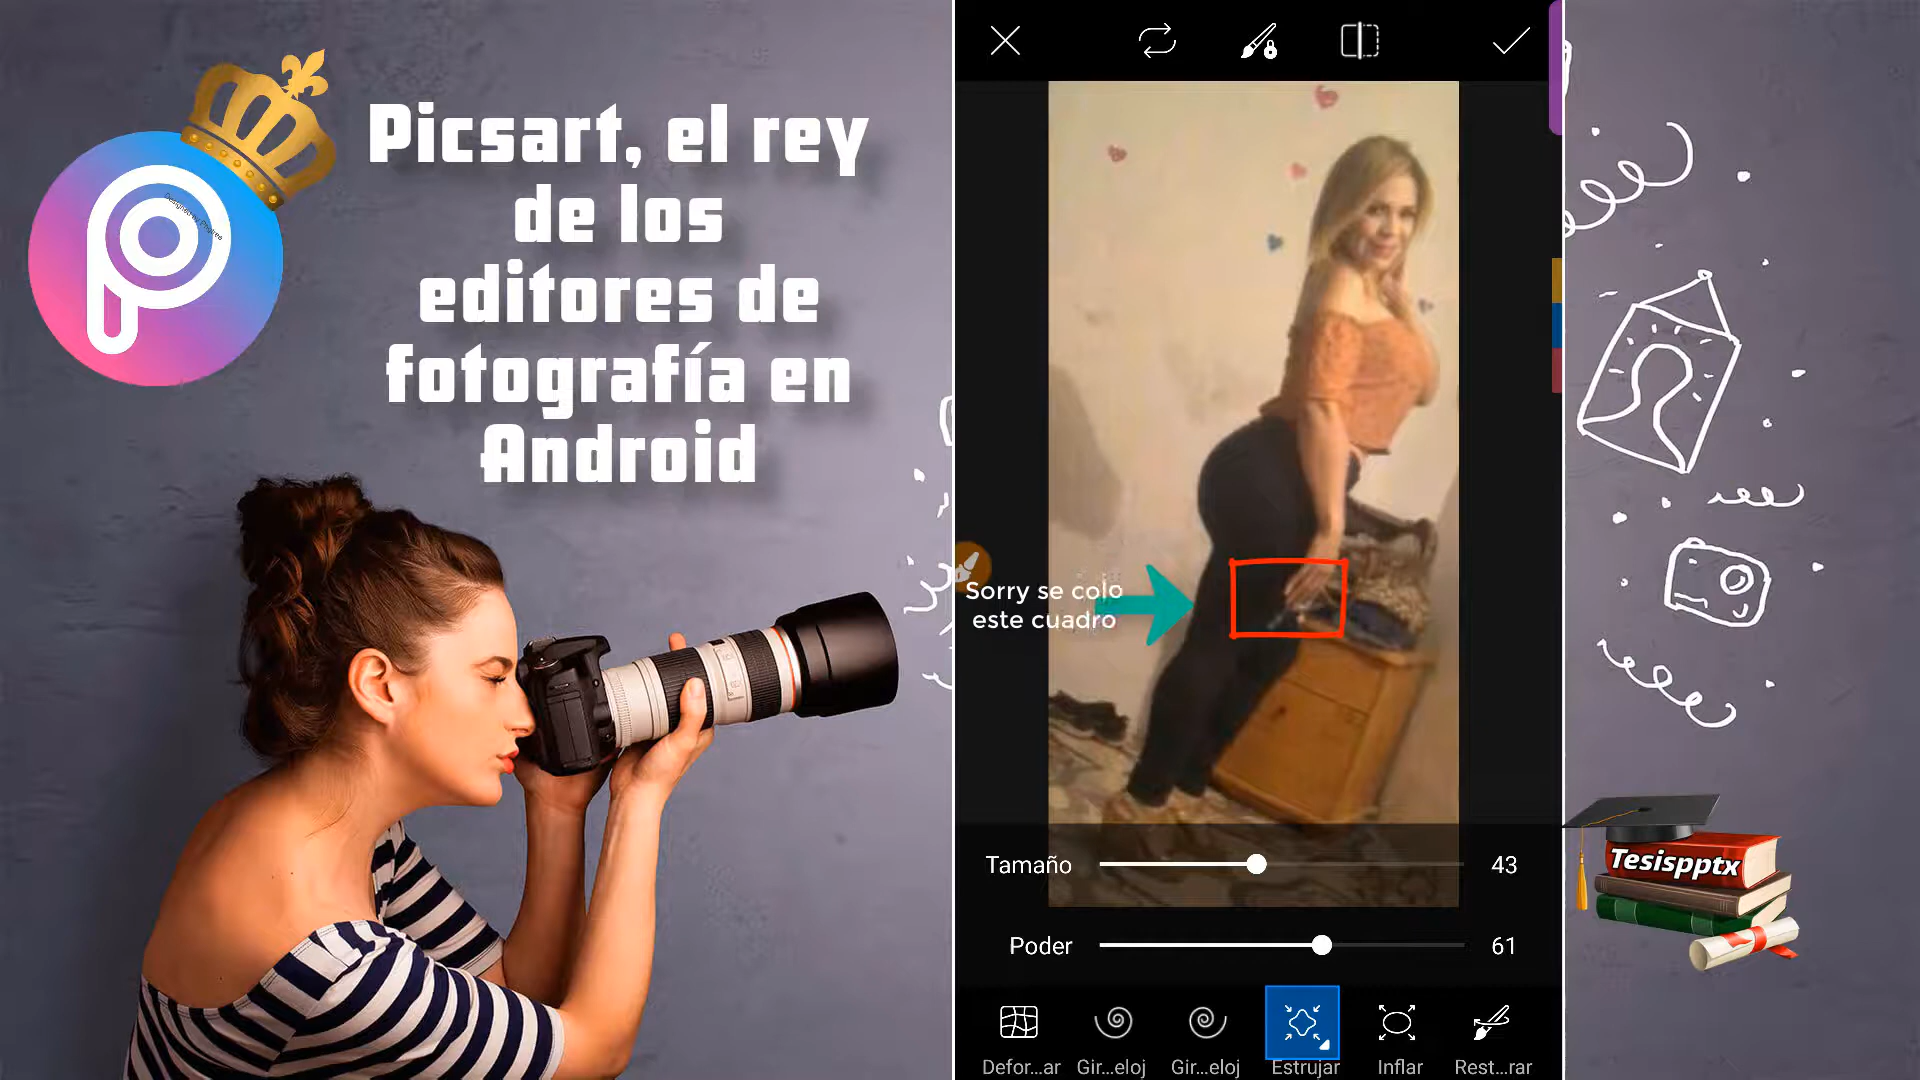 Picsart, el rey
de los
editores de
fotografía en
Android
Sorry se colo
este cuadro
Tamaño
43
Poder
61
Defor...ar
Gir...eloj
Gir...eloj
Estrujar
Inflar
Rest...rar
Tesispptx